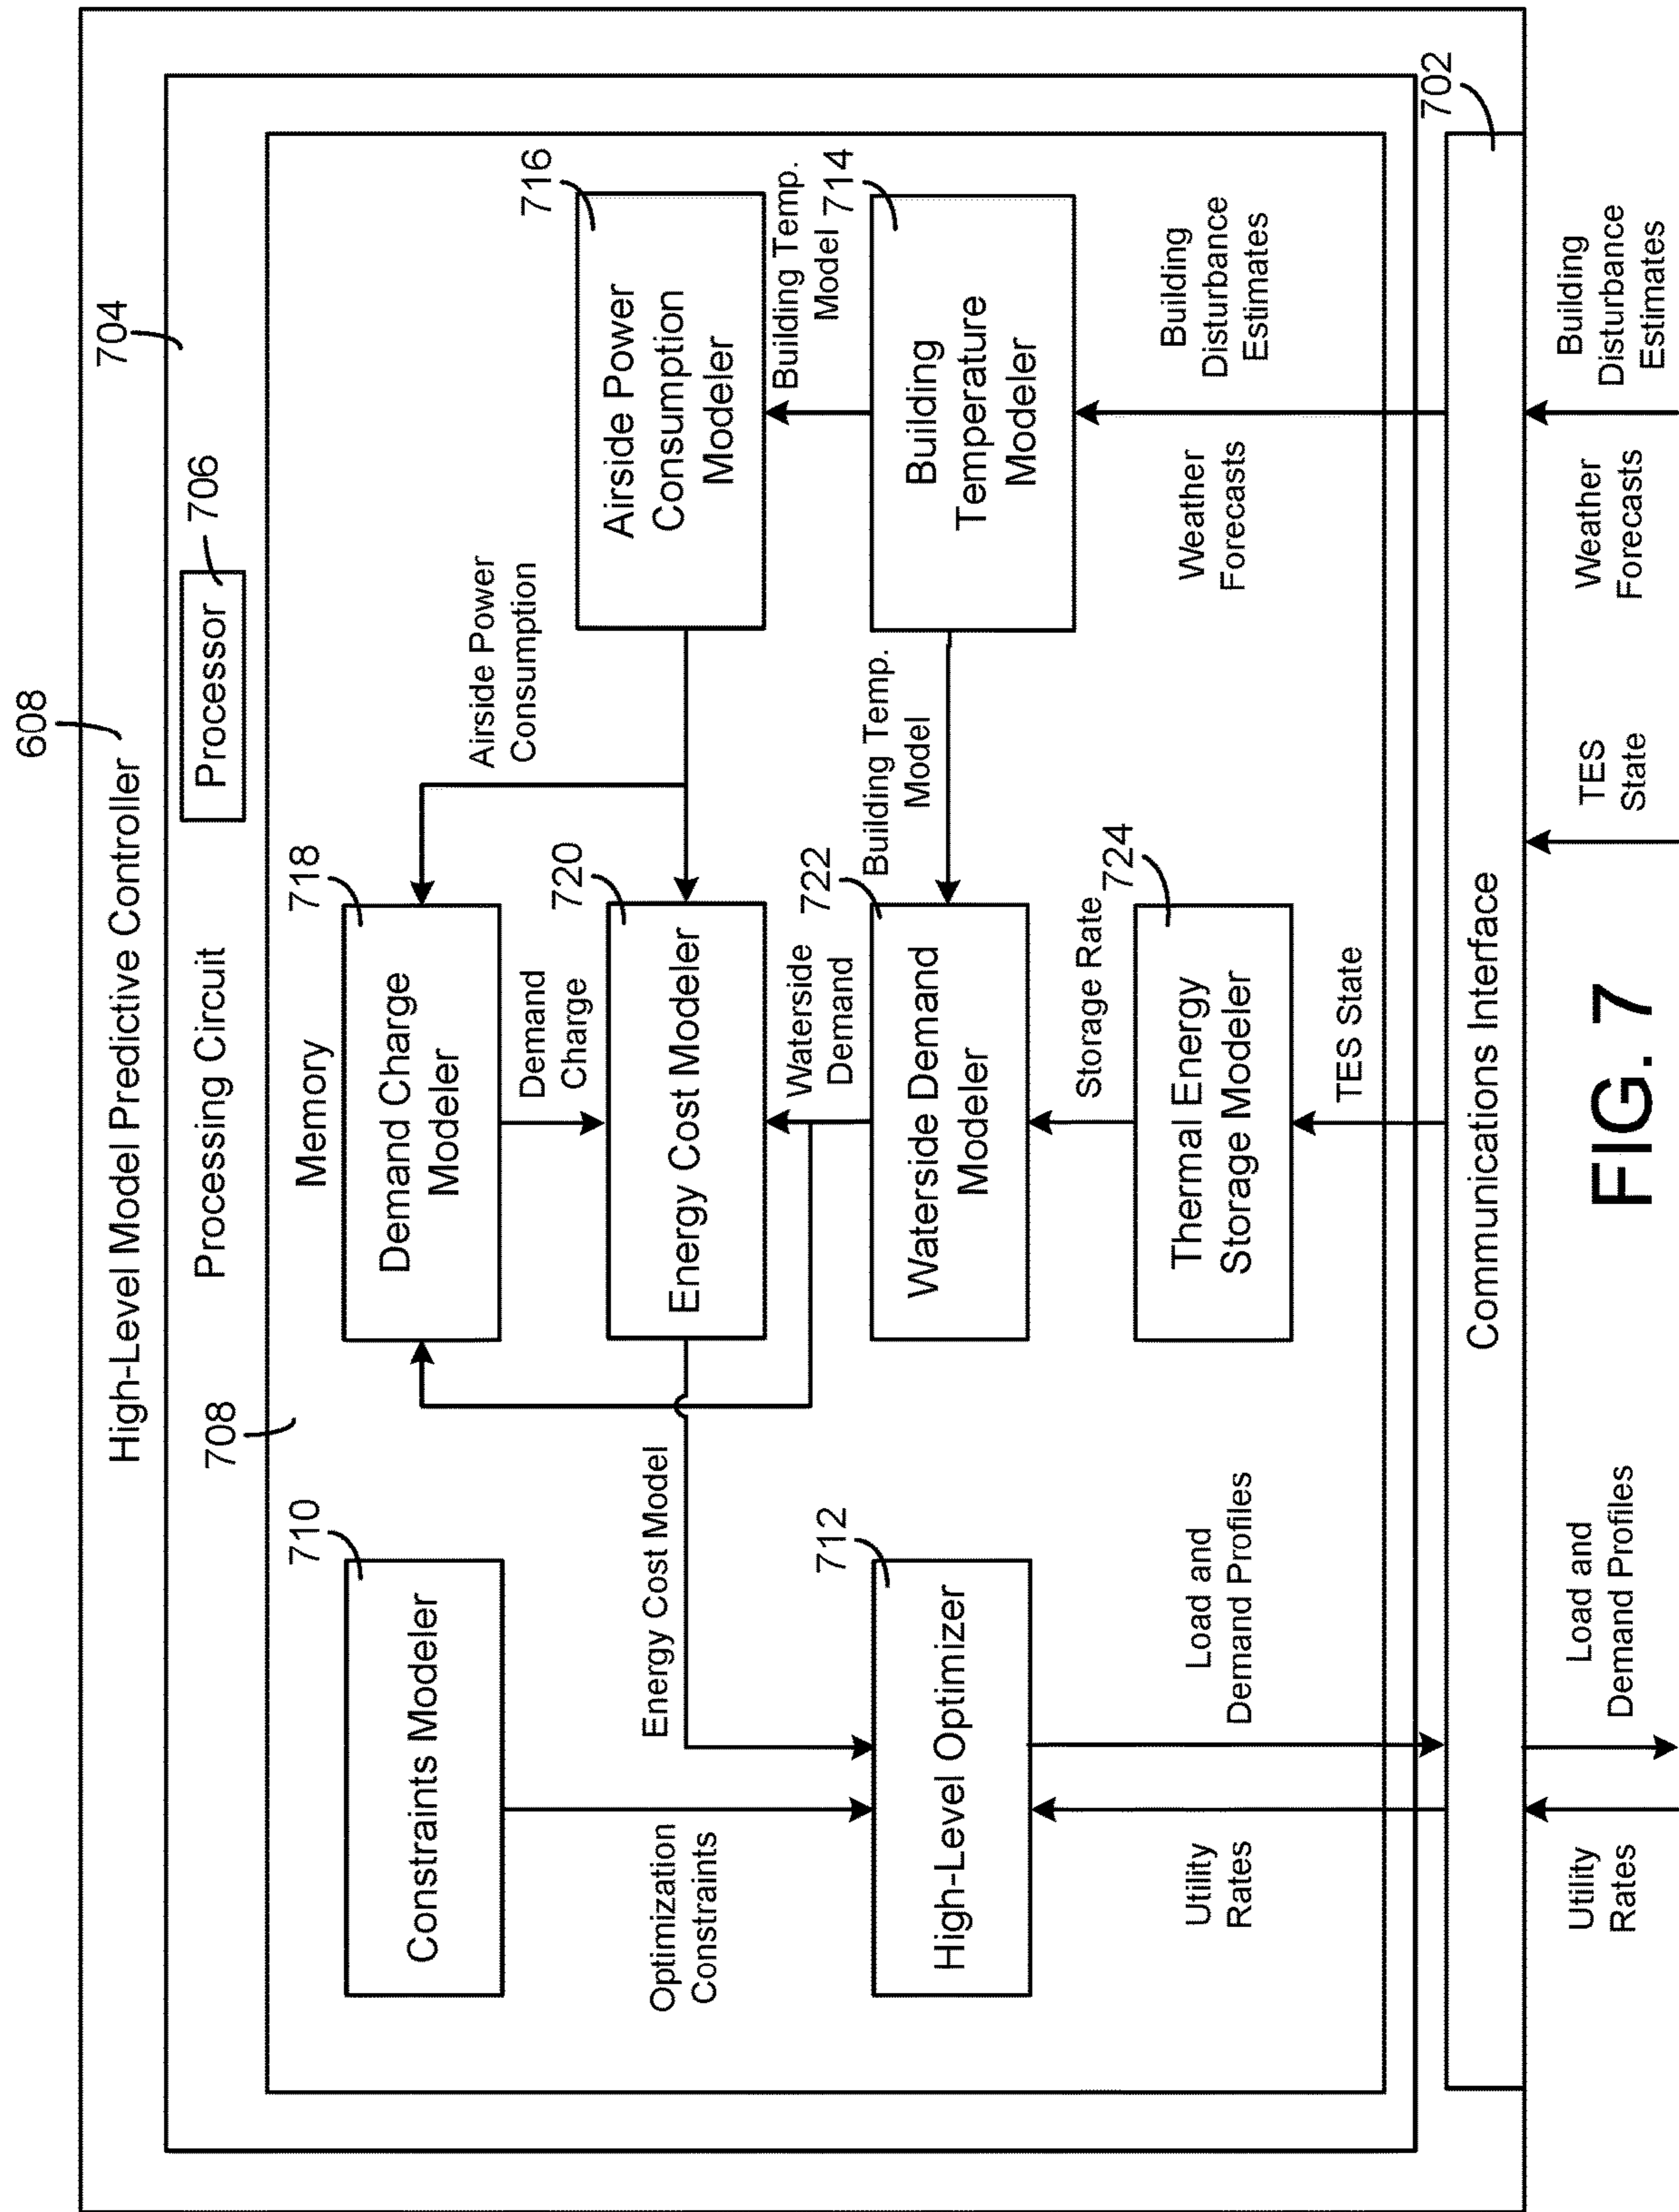 608
High-Level Model Predictive Controller
704
Processing Circuit
Processor
706
708
Memory
710
Constraints Modeler
718
Demand Charge
Modeler
Airside Power
Consumption
716
Airside Power
Consumption
Modeler
Demand
Charge
720
Energy Cost Modeler
Optimization
Constraints
Energy Cost Model
Building Temp.
Model
Waterside
Demand
722
Waterside Demand
Modeler
Building Temp.
Model
714
Building
Temperature
Modeler
712
High-Level Optimizer
Storage Rate
724
Thermal Energy
Storage Modeler
Utility
Rates
Load and
Demand Profiles
TES State
Weather
Forecasts
Building
Disturbance
Estimates
702
Communications Interface
Utility
Rates
Load and
Demand Profiles
TES
State
Weather
Forecasts
Building
Disturbance
Estimates
FIG. 7